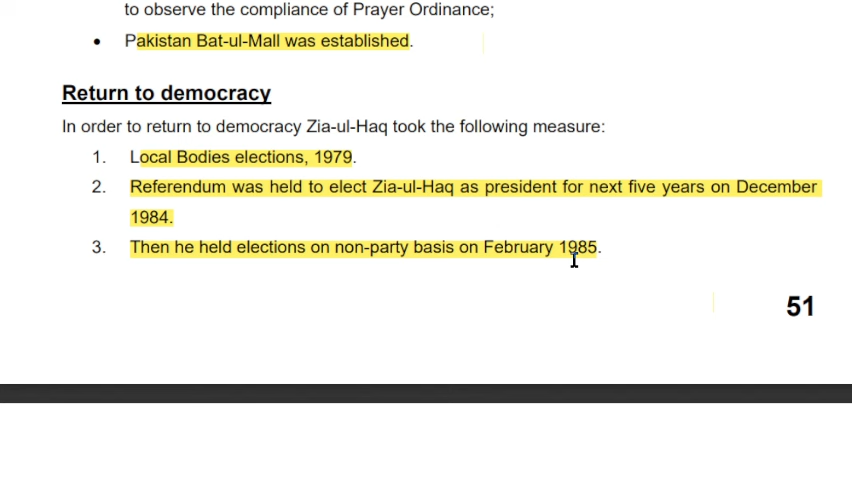 to observe the compliance of Prayer Ordinance;
• Pakistan Bat-ul-Mall was established.
Return to democracy
In order to return to democracy Zia-ul-Haq took the following measure:
1. Local Bodies elections, 1979.
2. Referendum was held to elect Zia-ul-Haq as president for next five years on December
1984.
3. Then he held elections on non-party basis on February 1985.
51